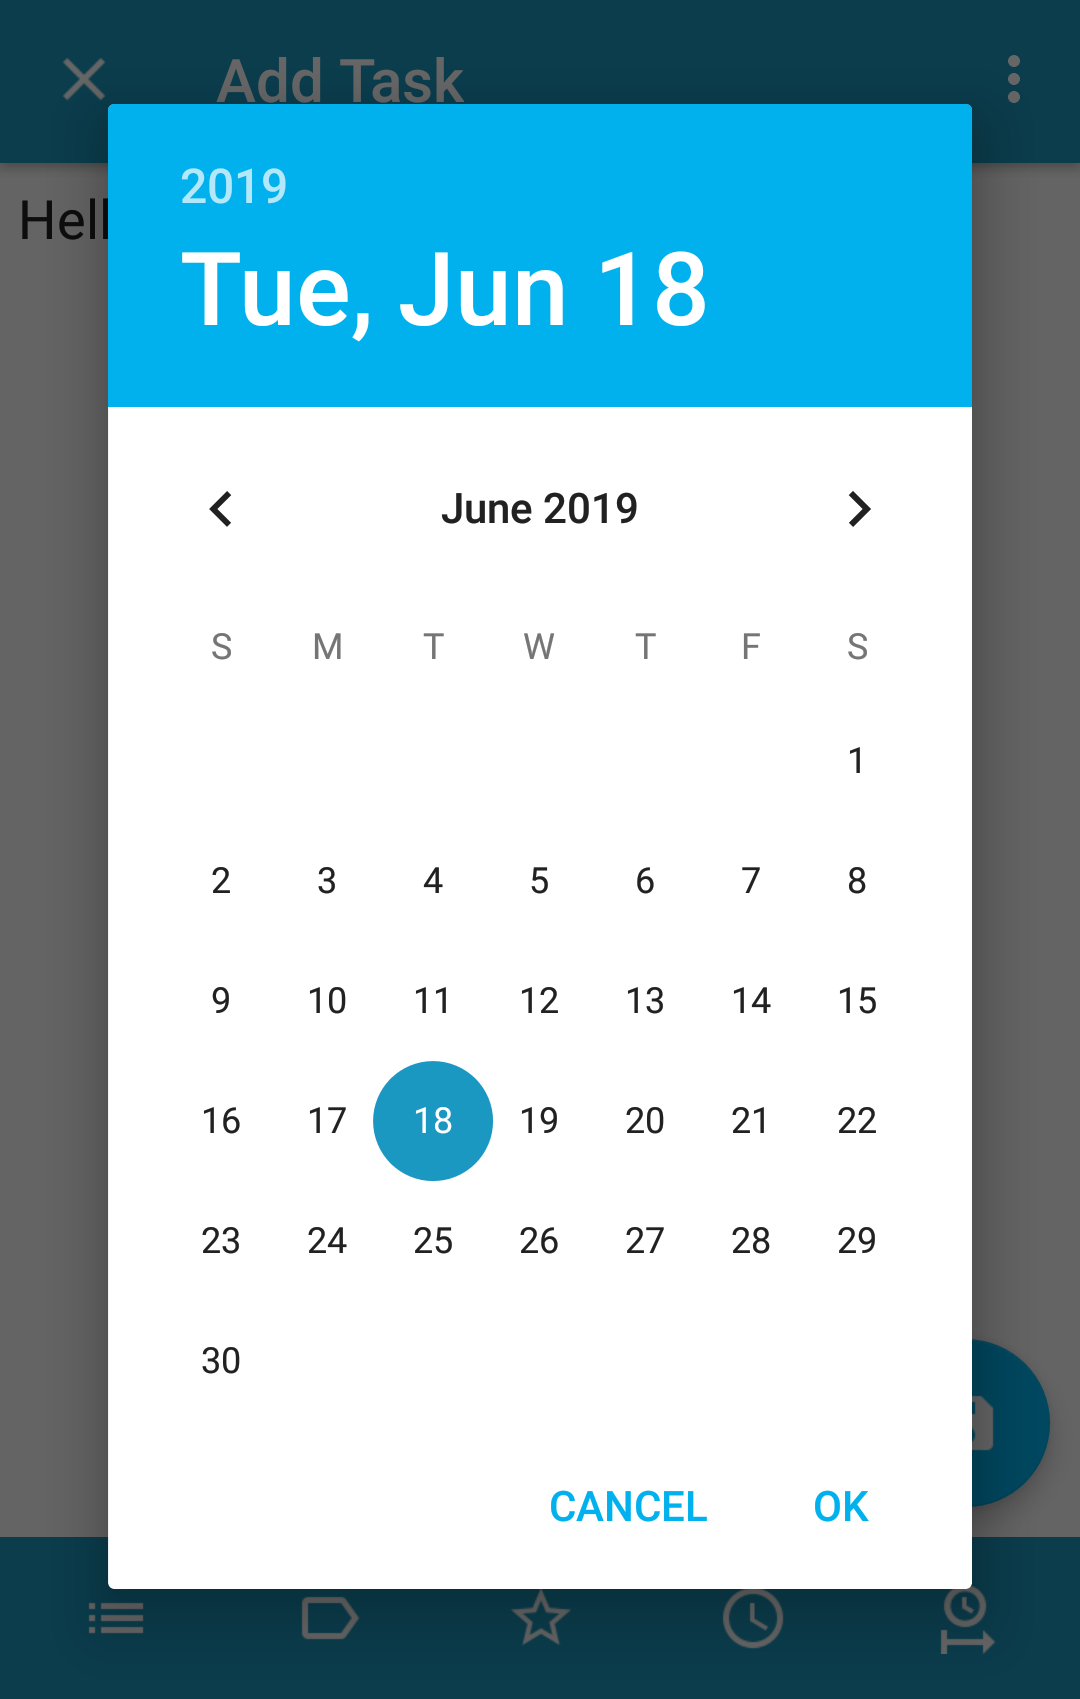 Add Task
Hell
2019
Tue, Jun 18
June 2019
S M T W T F S
1
2 3 4 5 6 7 8
9 10 11 12 13 14 15
16 17 18 19 20 21 22
23 24 25 26 27 28 29
30
CANCEL OK